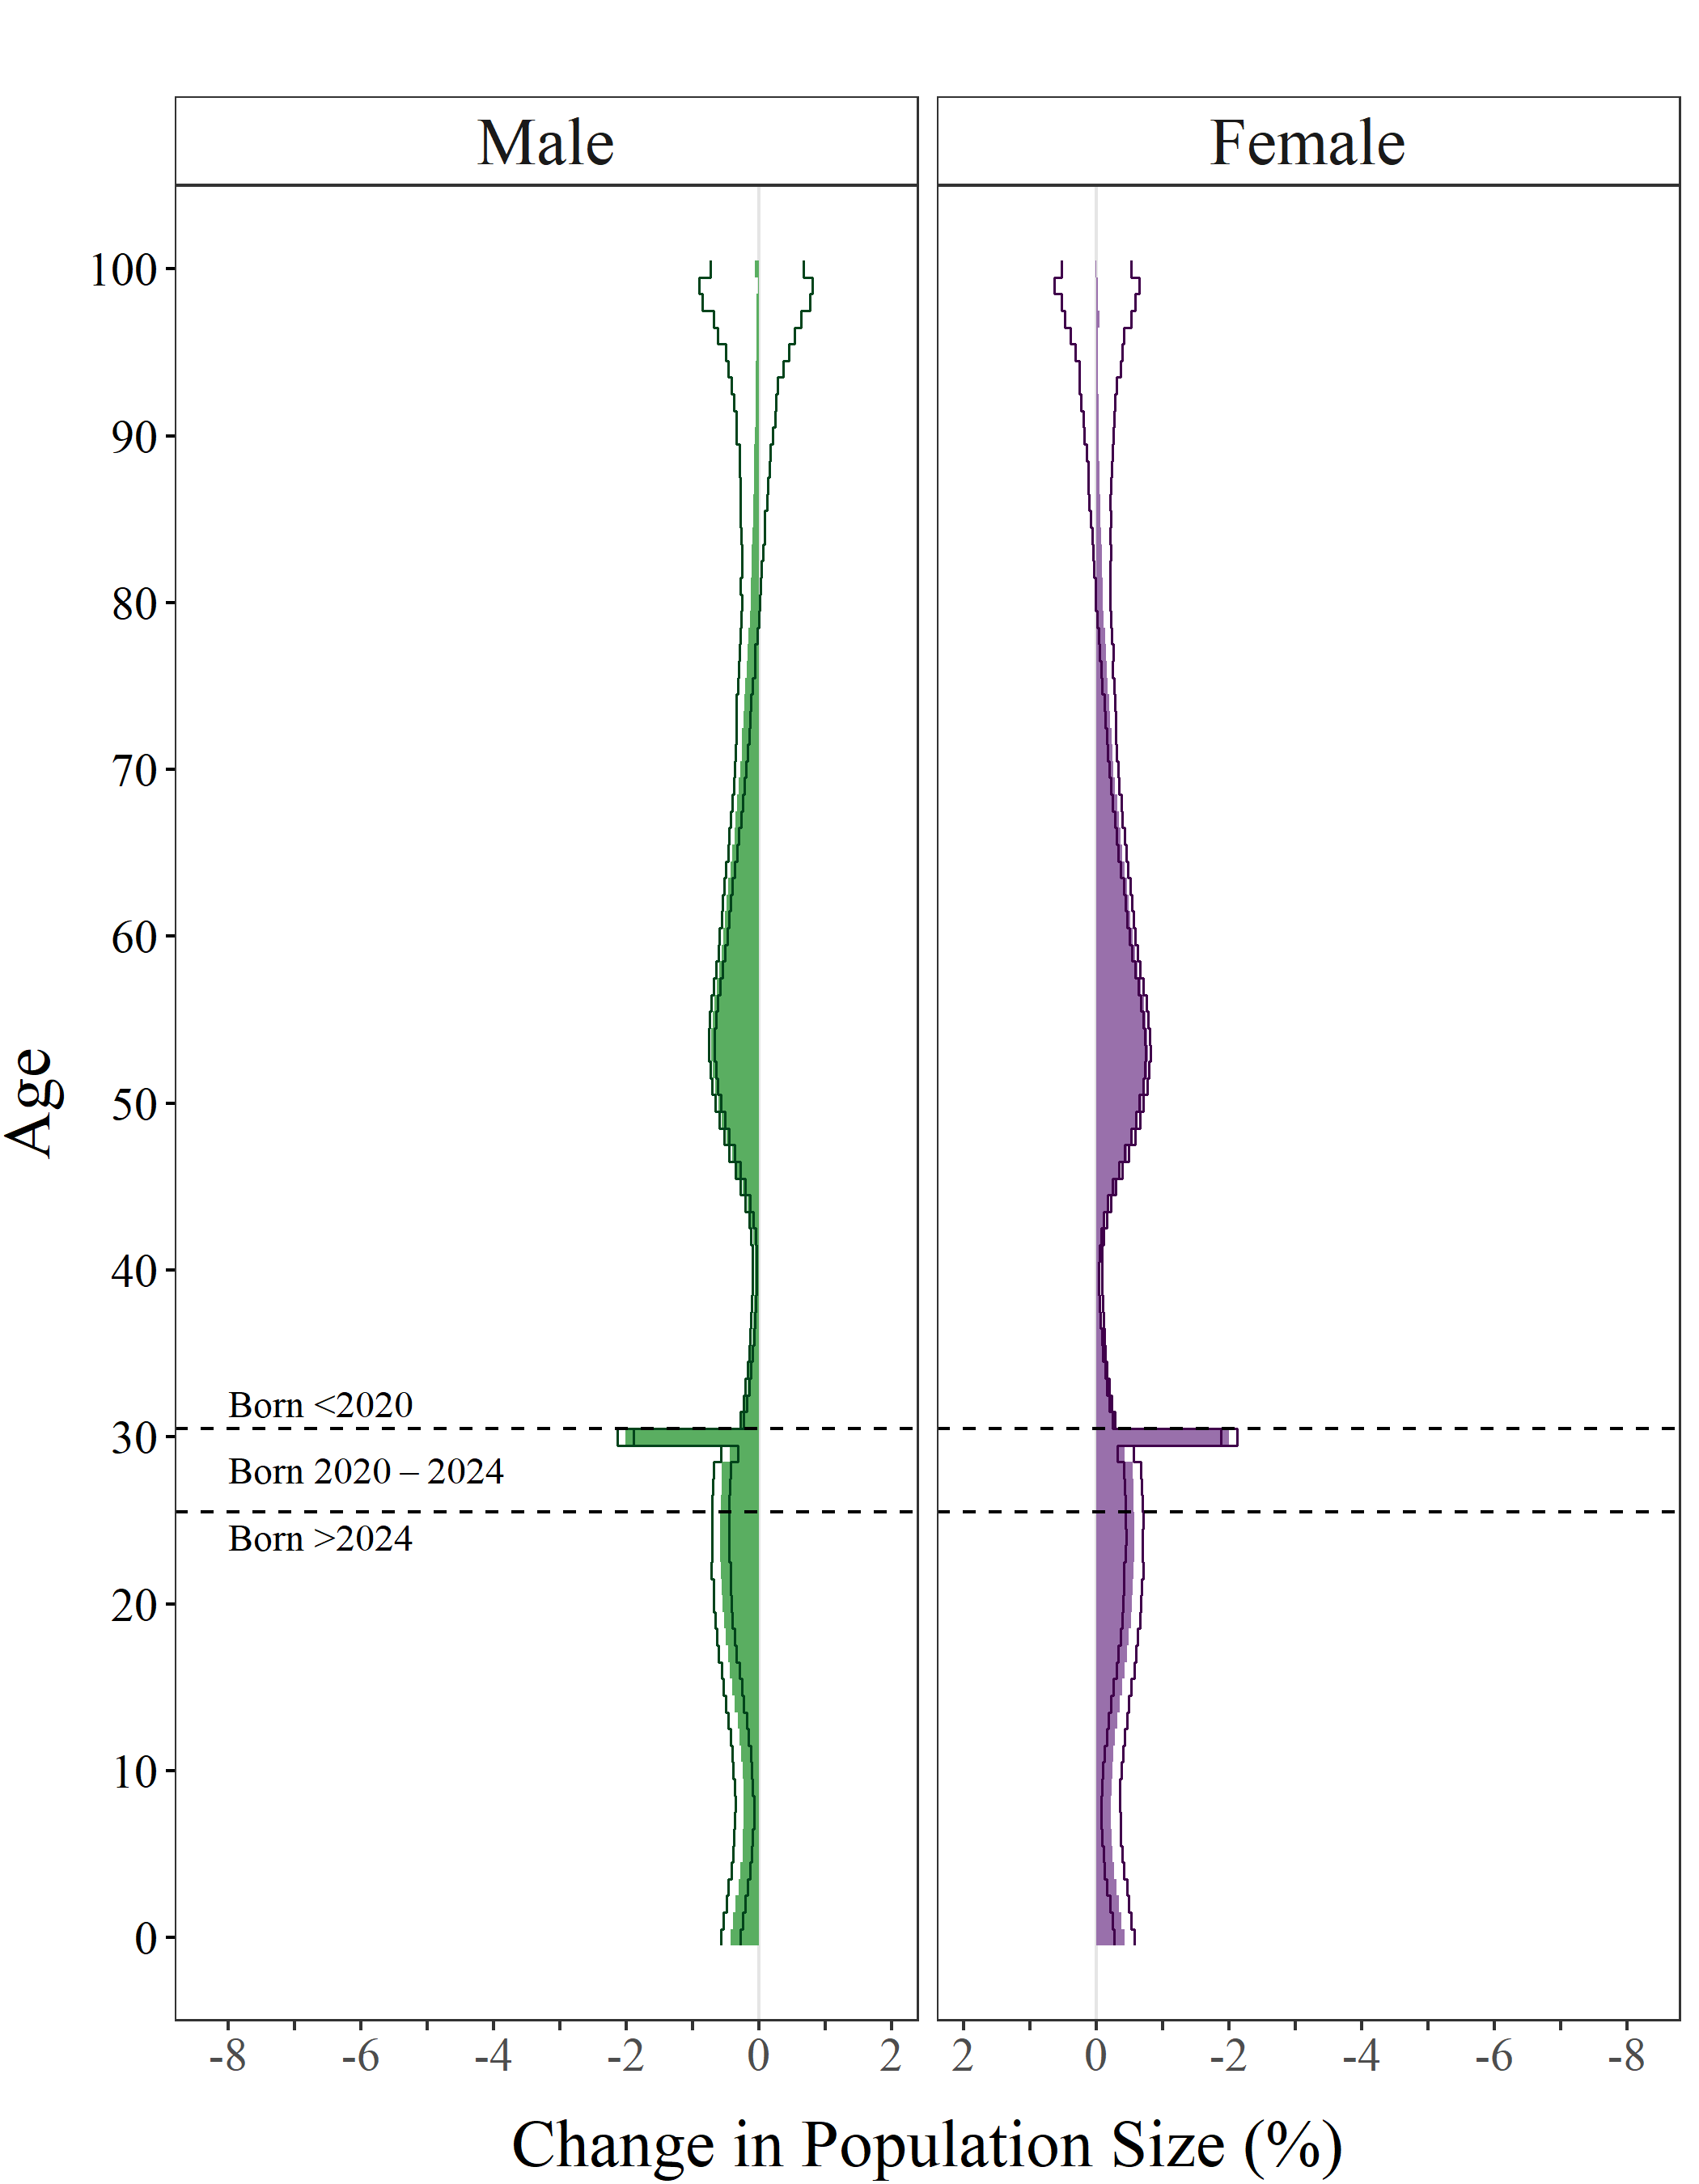 Male Female
100
90
80
70
60
50
40
30
20
10
0
Age
Born <2020
Born 2020 – 2024
Born >2024
-8 -6 -4 -2 0 2 2 0 -2 -4 -6 -8
Change in Population Size (%)